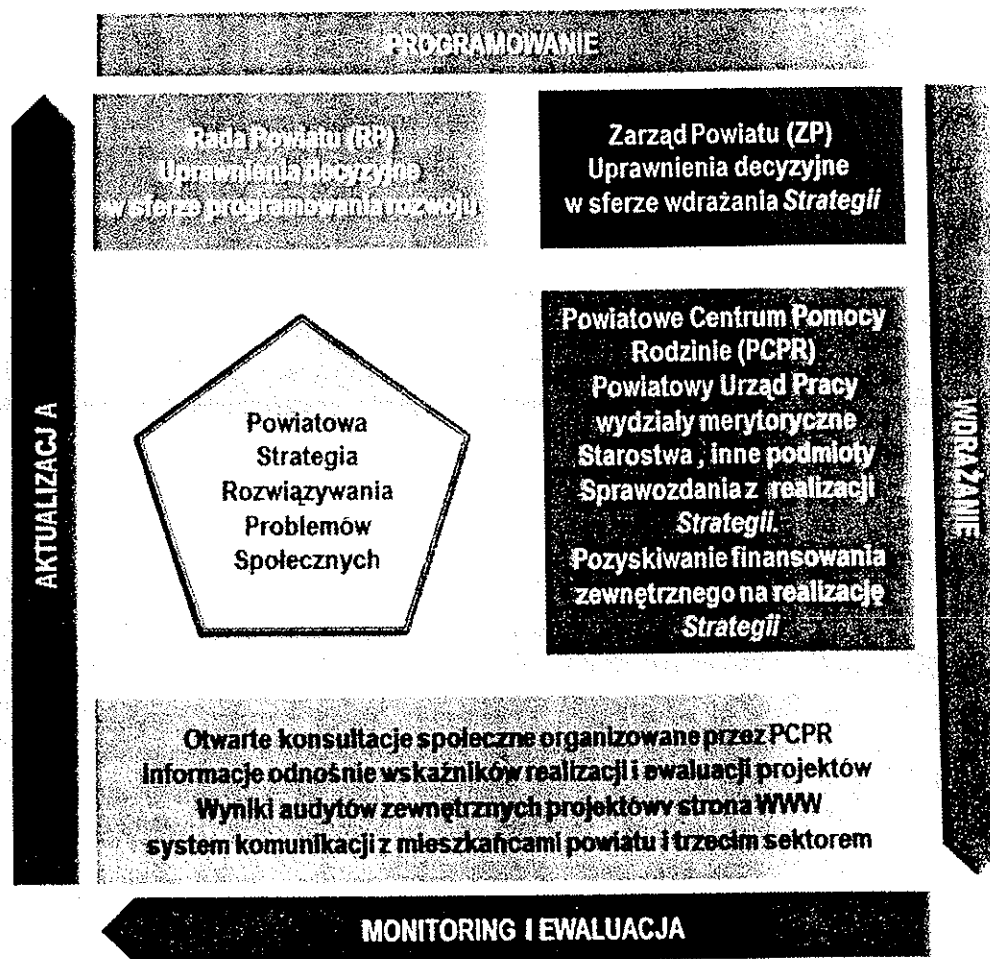 PROGRAMOWANIE
Rada Powiatu (RP)
Uprawnienia decyzyjne
w sferze programowania rozwoju
Zarząd Powiatu (ZP)
Uprawnienia decyzyjne
w sferze wdrażania Strategii
AKTUALIZACJ A
Powiatowa
Strategia
Rozwiązywania
Problemów
Społecznych
Powiatowe Centrum Pomocy
Rodzinie (PCPR)
Powiatowy Urząd Pracy
wydziały merytoryczne
Starostwa , inne podmioty
Sprawozdania z realizacji
Strategii.
Pozyskiwanie finansowania
zewnętrznego na realizację
Strategii
WDRAŻANIE
Otwarte konsultacje społeczne organizowane przez PCPR
informacje odnośnie wskaźników realizacji i ewaluacji projektów
Wyniki audytów zewnętrznych projektówv strona WWW
system komunikacji z mieszkańcami powiatu i trzecim sektorem
MONITORING I EWALUACJA